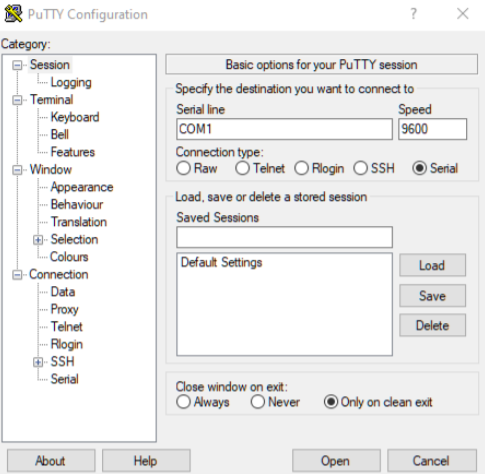 PuTTY Configuration
Category:
Session
Logging
Terminal
Keyboard
Bell
Features
Window
Appearance
Behaviour
Translation
Selection
Colours
Connection
Data
Proxy
Telnet
Rlogin
SSH
Serial
Basic options for your PuTTY session
Specify the destination you want to connect to
Serial line Speed
COM1 9600
Connection type:
Raw Telnet Rlogin SSH Serial
Load, save or delete a stored session
Saved Sessions
Default Settings
Load
Save
Delete
Close window on exit:
Always Never Only on clean exit
About Help Open Cancel